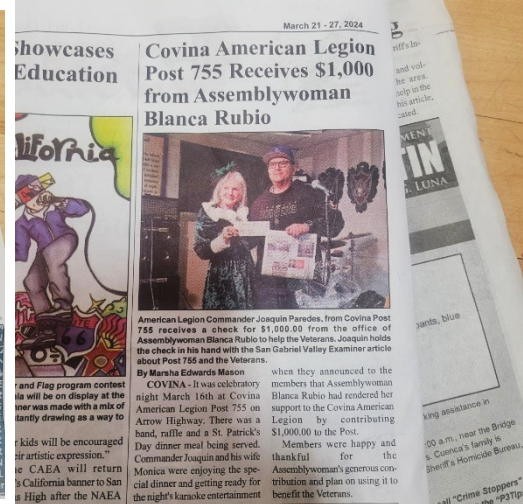 March 21 - 27, 2024
Showcases
Education
Covina American Legion
Post 755 Receives $1,000
from Assemblywoman
Blanca Rubio
American Legion Commander Joaquin Paredes, from Covina Post
755 receives a check for $1,000.00 from the office of
Assemblywoman Blanca Rubio to help the Veterans. Joaquin holds
the check in his hand with the San Gabriel Valley Examiner article
about Post 755 and the Veterans.
By Marsha Edwards Mason
COVINA - It was celebratory
night March 16th at Covina
American Legion Post 755 on
Arrow Highway. There was a
band, raffle and a St. Patrick's
Day dinner meal being served.
Commander Joaquin and his wife
Monica were enjoying the spe-
cial dinner and getting ready for
the night's karaoke entertainment
when they announced to the
members that Assemblywoman
Blanca Rubio had rendered her
support to the Covina American
Legion by contributing
$1,000.00 to the Post.
Members were happy and
thankful for the
Assemblywoman's generous con-
tribution and plan on using it to
benefit the Veterans.
and Flag program contest
will be on display at the
was made with a mix of
drawing as a way to
kids will be encouraged
artistic expression."
CAEA will return
California banner to San
High after the NAEA
and vol-
he area.
help in the
his article,
66
MENT
TIN
G. LUNA
pants, blue
king assistance in
:00 a.m., near the Bridge
s. Cuenca's family is
Sheriff's Homicide Bureau,
"Crime Stoppers"